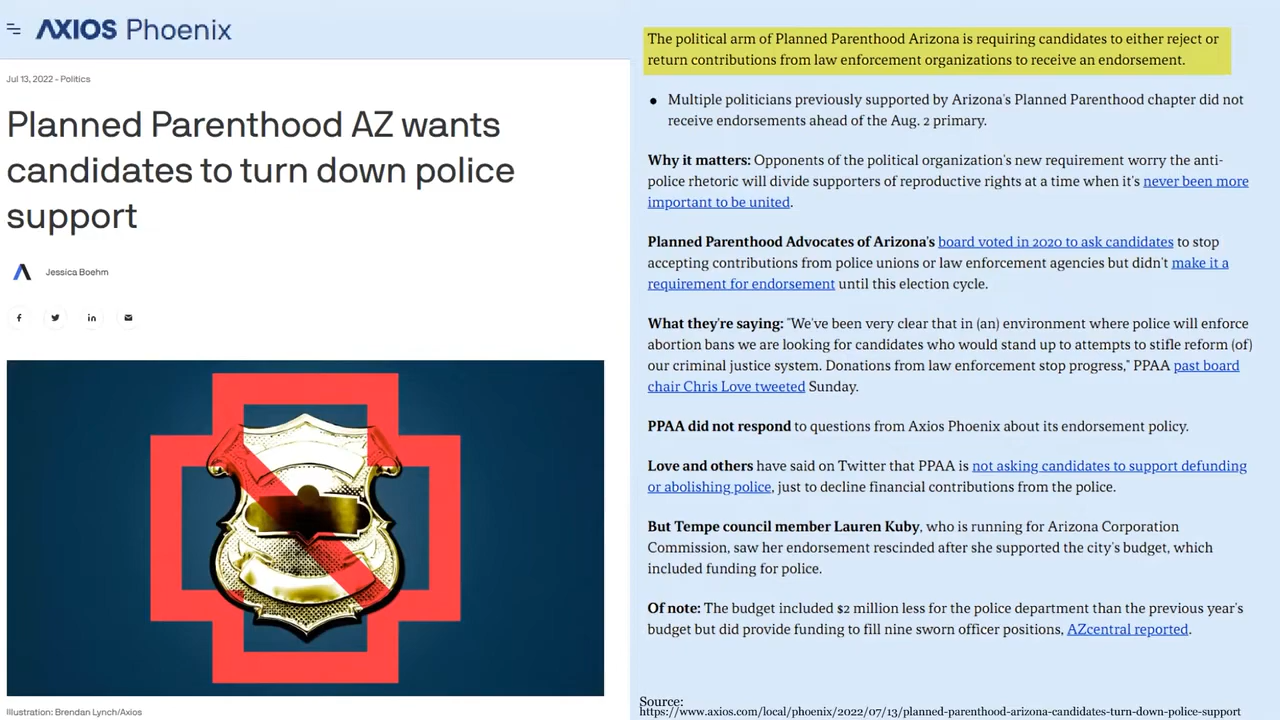 AXIOS Phoenix
Jul 13, 2022 - Politics
Planned Parenthood AZ wants
candidates to turn down police
support
Jessica Boehm
Illustration: Brendan Lynch/Axios
The political arm of Planned Parenthood Arizona is requiring candidates to either reject or
return contributions from law enforcement organizations to receive an endorsement.
• Multiple politicians previously supported by Arizona's Planned Parenthood chapter did not
receive endorsements ahead of the Aug. 2 primary.
Why it matters: Opponents of the political organization's new requirement worry the anti-
police rhetoric will divide supporters of reproductive rights at a time when it's never been more
important to be united.
Planned Parenthood Advocates of Arizona's board voted in 2020 to ask candidates to stop
accepting contributions from police unions or law enforcement agencies but didn't make it a
requirement for endorsement until this election cycle.
What they're saying: "We've been very clear that in (an) environment where police will enforce
abortion bans we are looking for candidates who would stand up to attempts to stifle reform (of)
our criminal justice system. Donations from law enforcement stop progress," PPAA past board
chair Chris Love tweeted Sunday.
PPAA did not respond to questions from Axios Phoenix about its endorsement policy.
Love and others have said on Twitter that PPAA is not asking candidates to support defunding
or abolishing police, just to decline financial contributions from the police.
But Tempe council member Lauren Kuby, who is running for Arizona Corporation
Commission, saw her endorsement rescinded after she supported the city's budget, which
included funding for police.
Of note: The budget included $2 million less for the police department than the previous year's
budget but did provide funding to fill nine sworn officer positions, AZcentral reported.
Source:
https://www.axios.com/local/phoenix/2022/07/13/planned-parenthood-arizona-candidates-turn-down-police-support